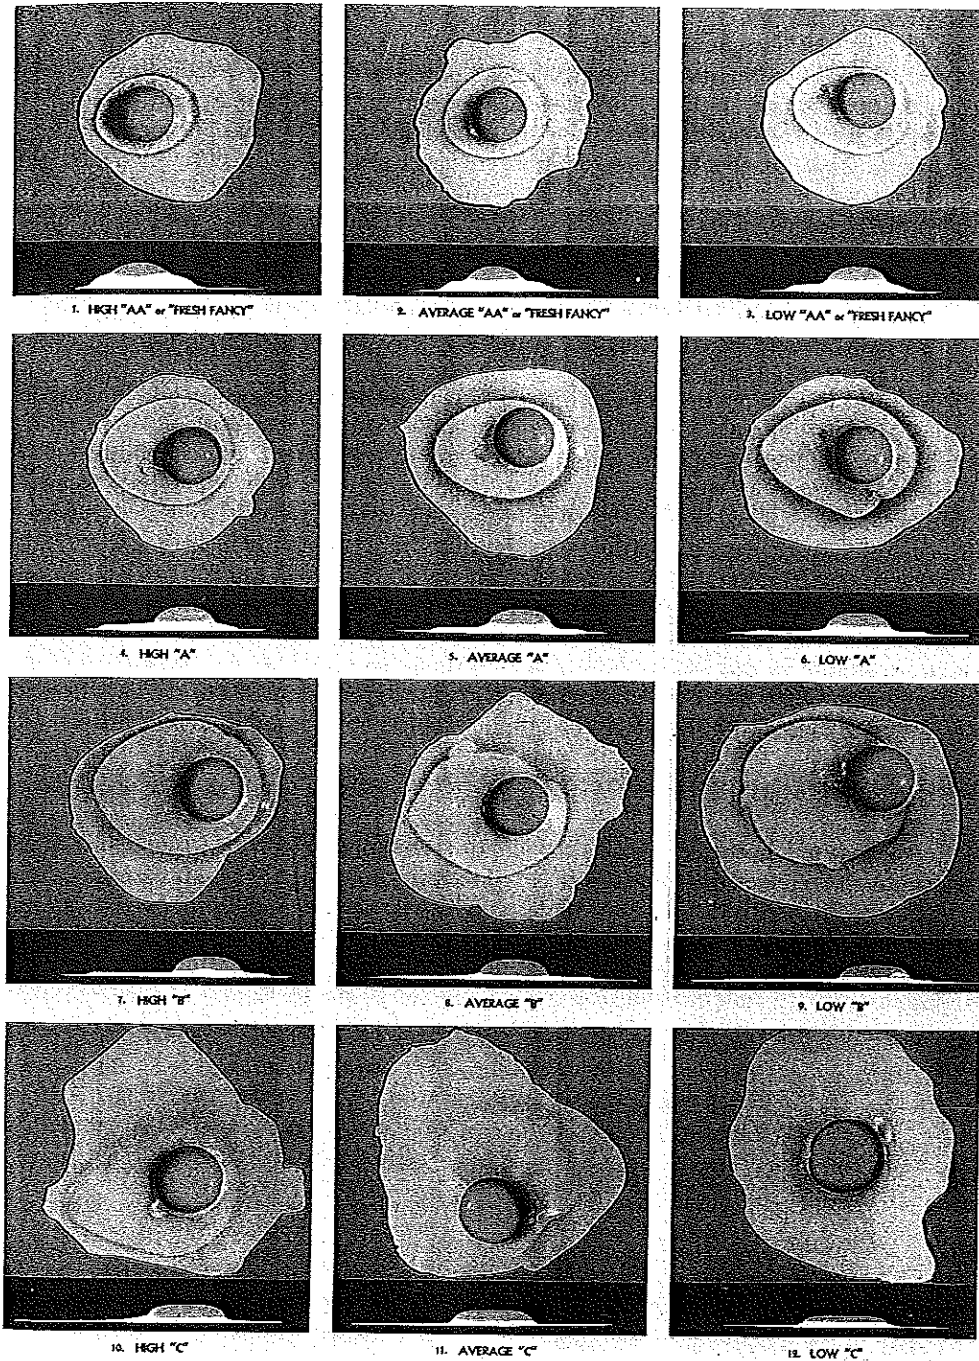 1. HIGH "AA" or "FRESH FANCY"
2. AVERAGE "AA" or "FRESH FANCY"
3. LOW "AA" or "FRESH FANCY"
4. HIGH "A"
5. AVERAGE "A"
6. LOW "A"
7. HIGH "B"
8. AVERAGE "B"
9. LOW "B"
10. HIGH "C"
11. AVERAGE "C"
12. LOW "C"